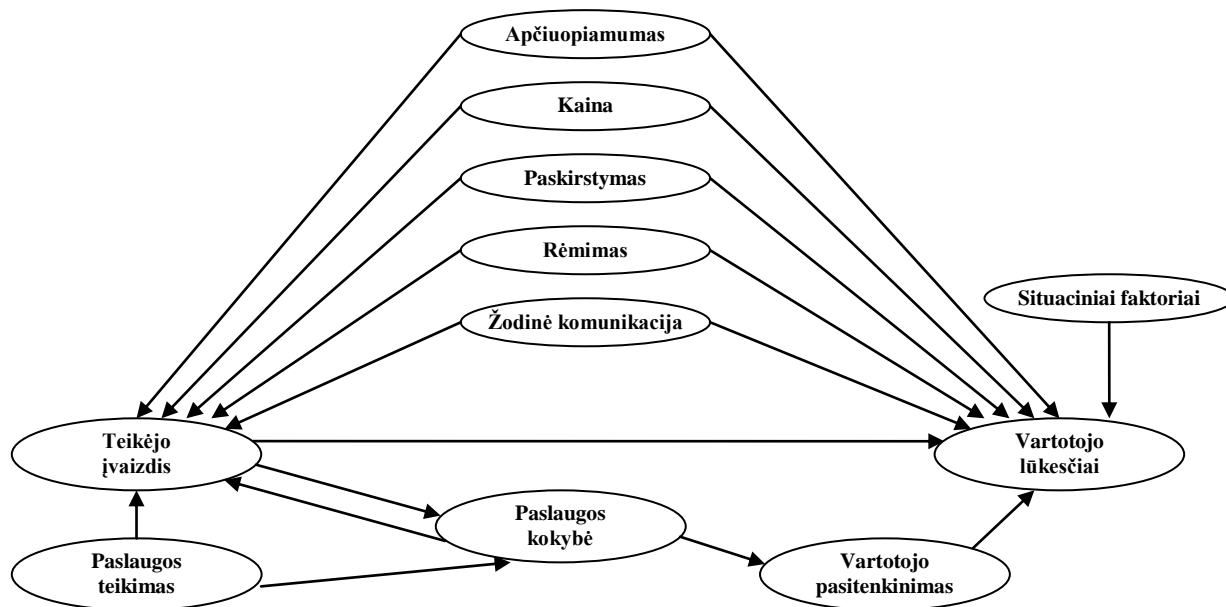 Apčiuopiamumas
Kaina
Paskirstymas
Rėmimas
Situaciniai faktoriai
Žodinė komunikacija
Teikėjo
įvaizdis
Vartotojo
lūkesčiai
Paslaugos
kokybė
Paslaugos
teikimas
Vartotojo
pasitenkinimas